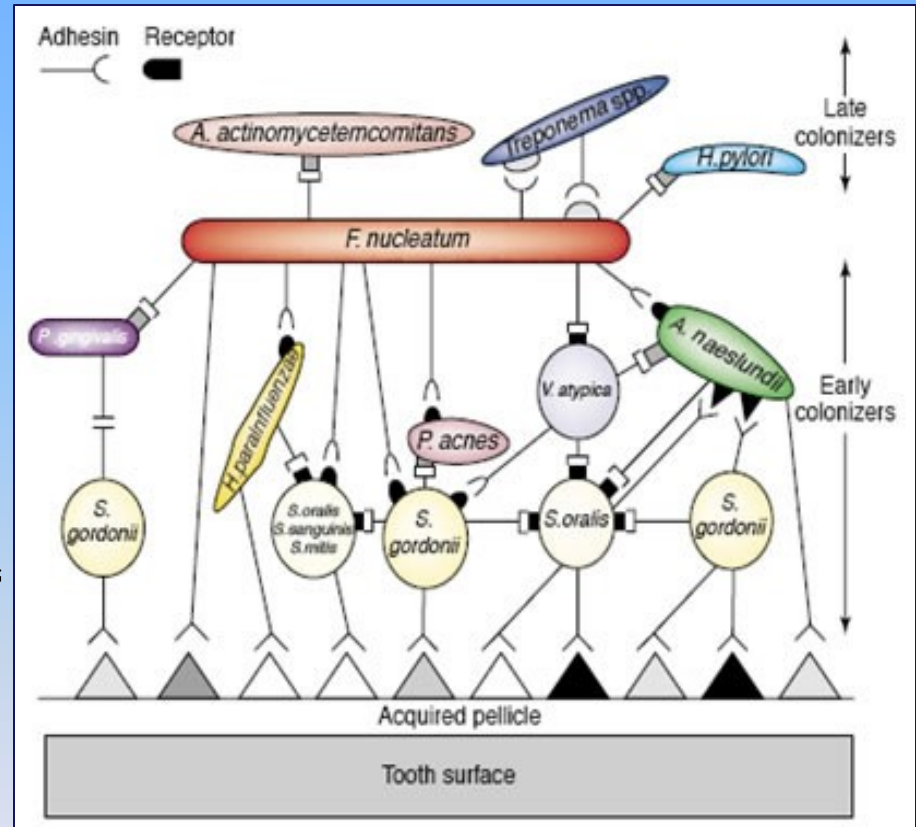 Adhesin
Receptor
Late
colonizers
A. actinomycetemcomitans
Treponema spp.
H.pylori
F. nucleatum
P. gingivalis
H.parainfluenzae
V. atypica
A. naeslundii
Early
colonizers
P. acnes
S.
gordonii
S.oralis
S.sanguinis
S.mitis
S.
gordonii
S.oralis
S.
gordonii
Acquired pellicle
Tooth surface